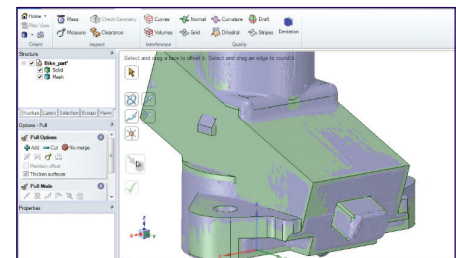 Home
Plan View
Orient
Mass
Measure
Check Geometry
Clearance
Inspect
Curves
Volumes
Interference
Normal
Grid
Curvature
Dihedral
Draft
Stripes
Deviation
Quality
Structure
Bike_part*
Solid
Mesh
Structure Layers Selection Groups Views
Options - Pull
Pull Options
Add Cut No merge
Maintain offset
Thicken surfaces
Pull Mode
Properties
Select and drag a face to offset it. Select and drag an edge to round it.
Z
X
Y